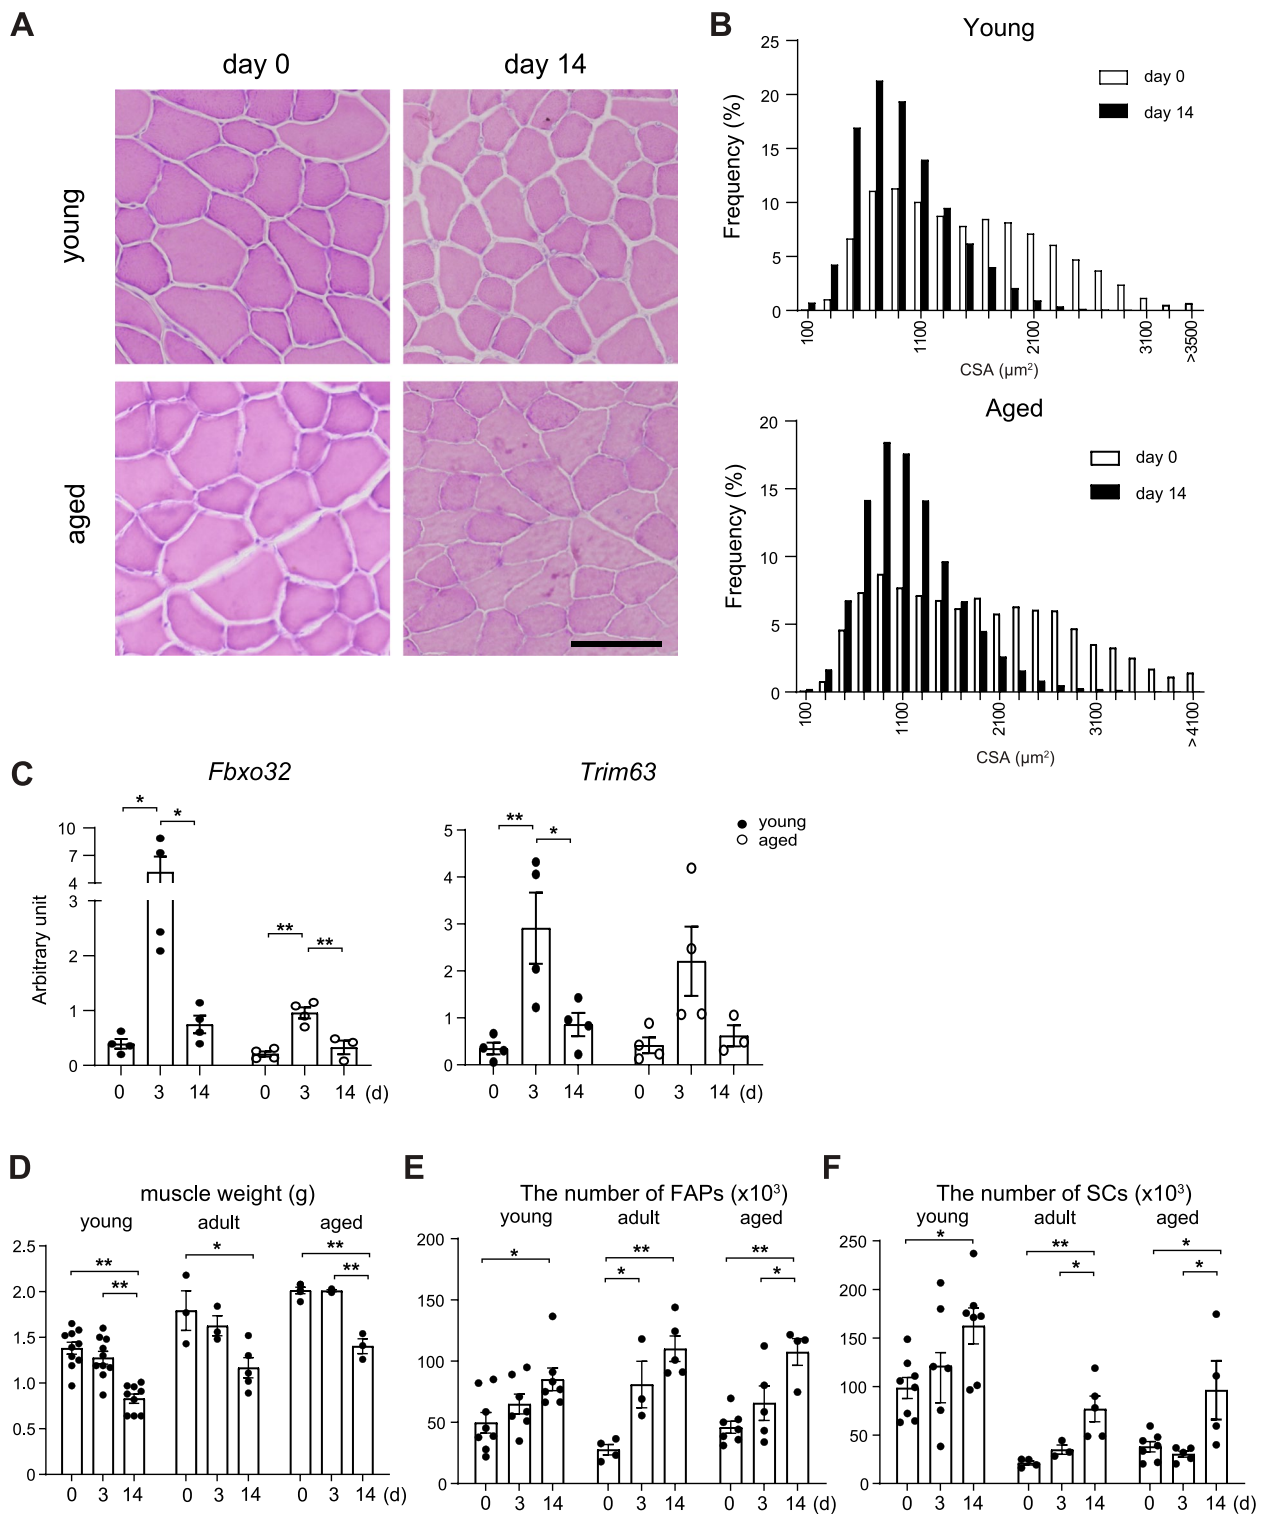 A
day 0
day 14
young
aged
B
Young
25
20
15
10
5
0
Frequency (%)
day 0
day 14
100
1100
2100
3100
>3500
CSA (µm²)
Aged
20
15
10
5
0
Frequency (%)
day 0
day 14
100
1100
2100
3100
>4100
CSA (µm²)
C
Fbxo32
Arbitrary unit
10
7
4
3
2
1
0
* *
** **
0 3 14 0 3 14 (d)
Trim63
5
4
3
2
1
0
** *
0 3 14 0 3 14 (d)
young
aged
D
muscle weight (g)
young adult aged
2.5
2.0
1.5
1.0
0.5
0
**
**
*
**
**
0 3 14 0 3 14 0 3 14 (d)
E
The number of FAPs (x10³)
young adult aged
200
150
100
50
0
*
**
*
**
*
0 3 14 0 3 14 0 3 14 (d)
F
The number of SCs (x10³)
young adult aged
250
200
150
100
50
0
*
**
*
*
*
0 3 14 0 3 14 0 3 14 (d)